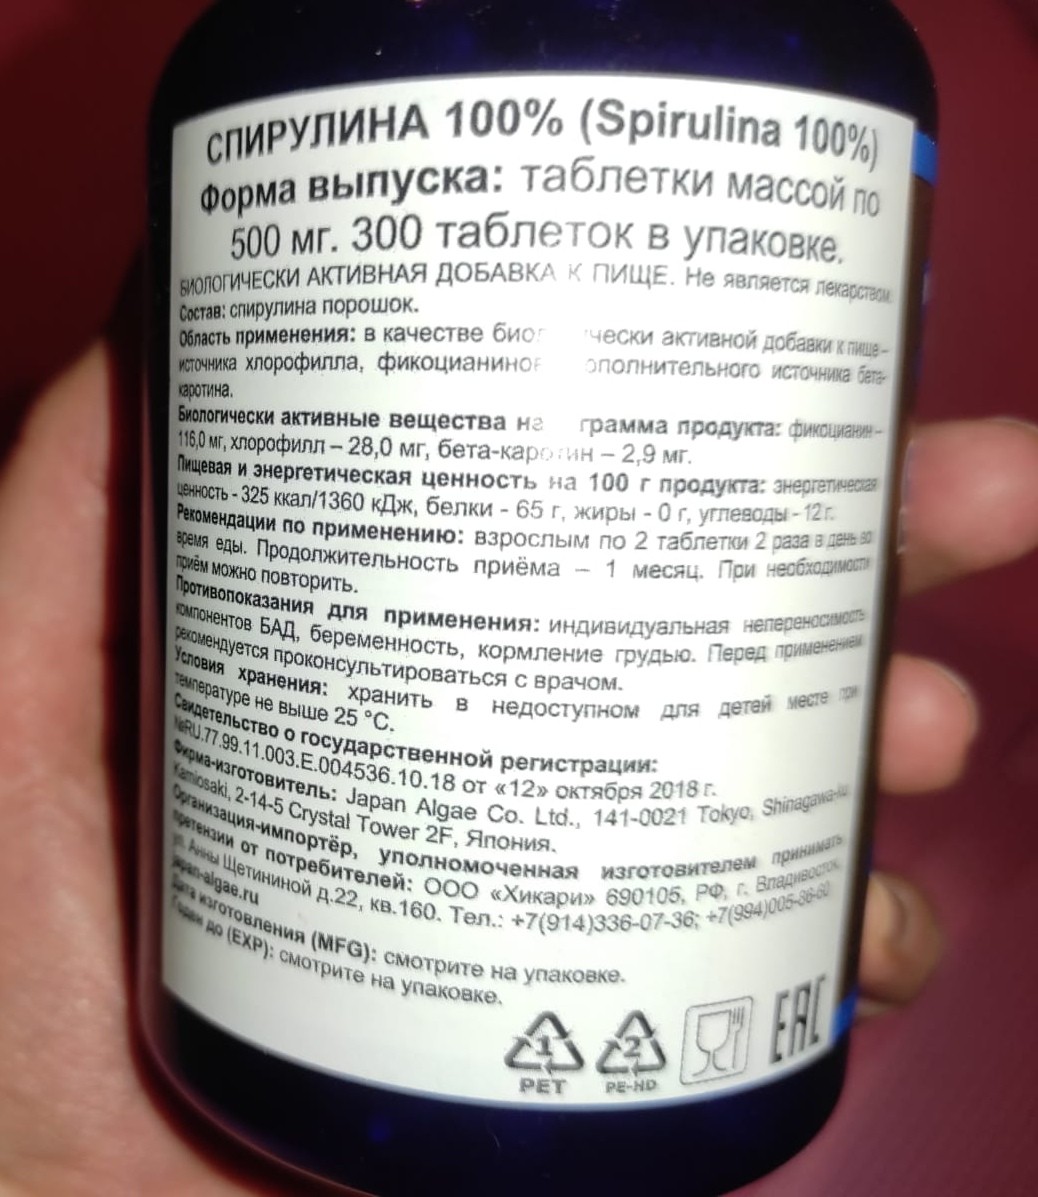 СПИРУЛИНА 100% (Spirulina 100%)
Форма выпуска: таблетки массой по
500 мг. 300 таблеток в упаковке.
БИОЛОГИЧЕСКИ АКТИВНАЯ ДОБАВКА К ПИЩЕ. Не является лекарством.
Состав: спирулина порошок.
Область применения: в качестве активной добавки к пище –
источника хлорофилла, источника бета-
каротина.
Биологически активные вещества грамма продукта: фикоцианин –
116,0 мг, хлорофилл – 28,0 мг, бета-каротин – 2,9 мг.
Пищевая и энергетическая ценность на 100 г продукта: энергетическая
ценность - 325 ккал/1360 кДж, белки - 65 г, жиры - 0 г, углеводы - 12 г.
Рекомендации по применению: взрослым по 2 таблетки 2 раза в день во
время еды. Продолжительность приёма – 1 месяц. При необходимости
приём можно повторить.
Противопоказания для применения: индивидуальная непереносимость
компонентов БАД, беременность, кормление грудью. Перед применением
рекомендуется проконсультироваться с врачом.
Условия хранения: хранить в недоступном для детей месте при
температуре не выше 25 °C.
Свидетельство о государственной регистрации:
№RU.77.99.11.003.E.004536.10.18 от «12» октября 2018 г.
Фирма-изготовитель: Japan Algae Co. Ltd., 141-0021 Tokyo, Shinagawa-ku,
Kamiosaki, 2-14-5 Crystal Tower 2F, Япония.
Организация-импортёр, уполномоченная изготовителем принимать
претензии от потребителей: ООО «Хикари» 690105, РФ, г. Владивосток,
ул. Анны Щетининой д.22, кв.160. Тел.: +7(914)336-07-36; +7(994)005-36-60
japan-algae.ru
Дата изготовления (MFG): смотрите на упаковке.
Годен до (EXP): смотрите на упаковке.
1 2
PET PE-HD EAC